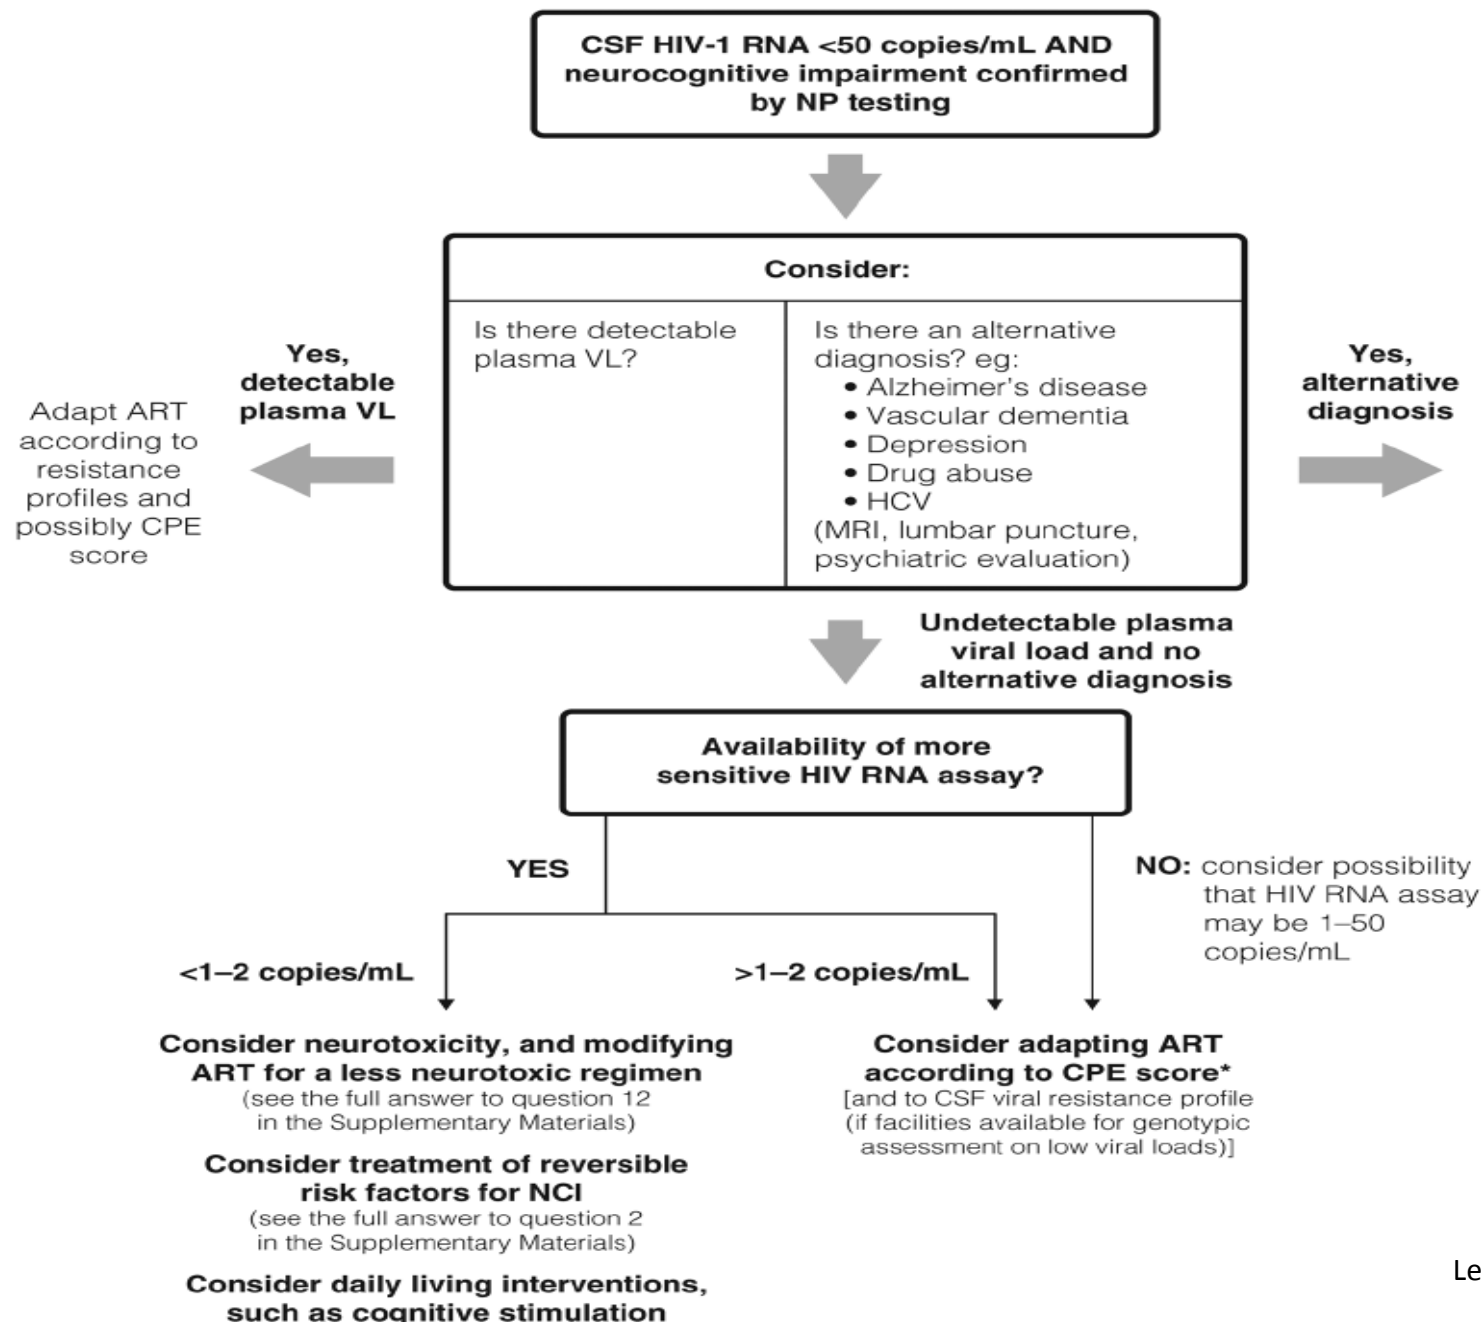 CSF HIV-1 RNA <50 copies/mL AND
neurocognitive impairment confirmed
by NP testing
Consider:
Is there detectable
plasma VL?
Is there an alternative
diagnosis? eg:
• Alzheimer's disease
• Vascular dementia
• Depression
• Drug abuse
• HCV
(MRI, lumbar puncture,
psychiatric evaluation)
Yes,
detectable
plasma VL
Adapt ART
according to
resistance
profiles and
possibly CPE
score
Yes,
alternative
diagnosis
Undetectable plasma
viral load and no
alternative diagnosis
Availability of more
sensitive HIV RNA assay?
YES
NO: consider possibility
that HIV RNA assay
may be 1–50
copies/mL
<1–2 copies/mL
>1–2 copies/mL
Consider neurotoxicity, and modifying
ART for a less neurotoxic regimen
(see the full answer to question 12
in the Supplementary Materials)
Consider treatment of reversible
risk factors for NCI
(see the full answer to question 2
in the Supplementary Materials)
Consider daily living interventions,
such as cognitive stimulation
Consider adapting ART
according to CPE score*
[and to CSF viral resistance profile
(if facilities available for genotypic
assessment on low viral loads)]
Le